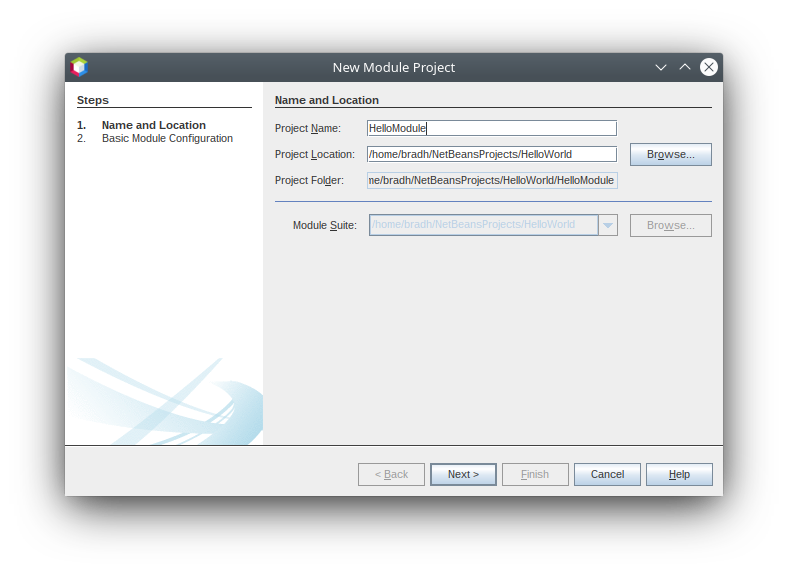 New Module Project
Steps
1. Name and Location
2. Basic Module Configuration
Name and Location
Project Name: HelloModule
Project Location: /home/bradh/NetBeansProjects/HelloWorld Browse...
Project Folder: me/bradh/NetBeansProjects/HelloWorld/HelloModule
Module Suite: /home/bradh/NetBeansProjects/HelloWorld Browse...
< Back Next > Finish Cancel Help